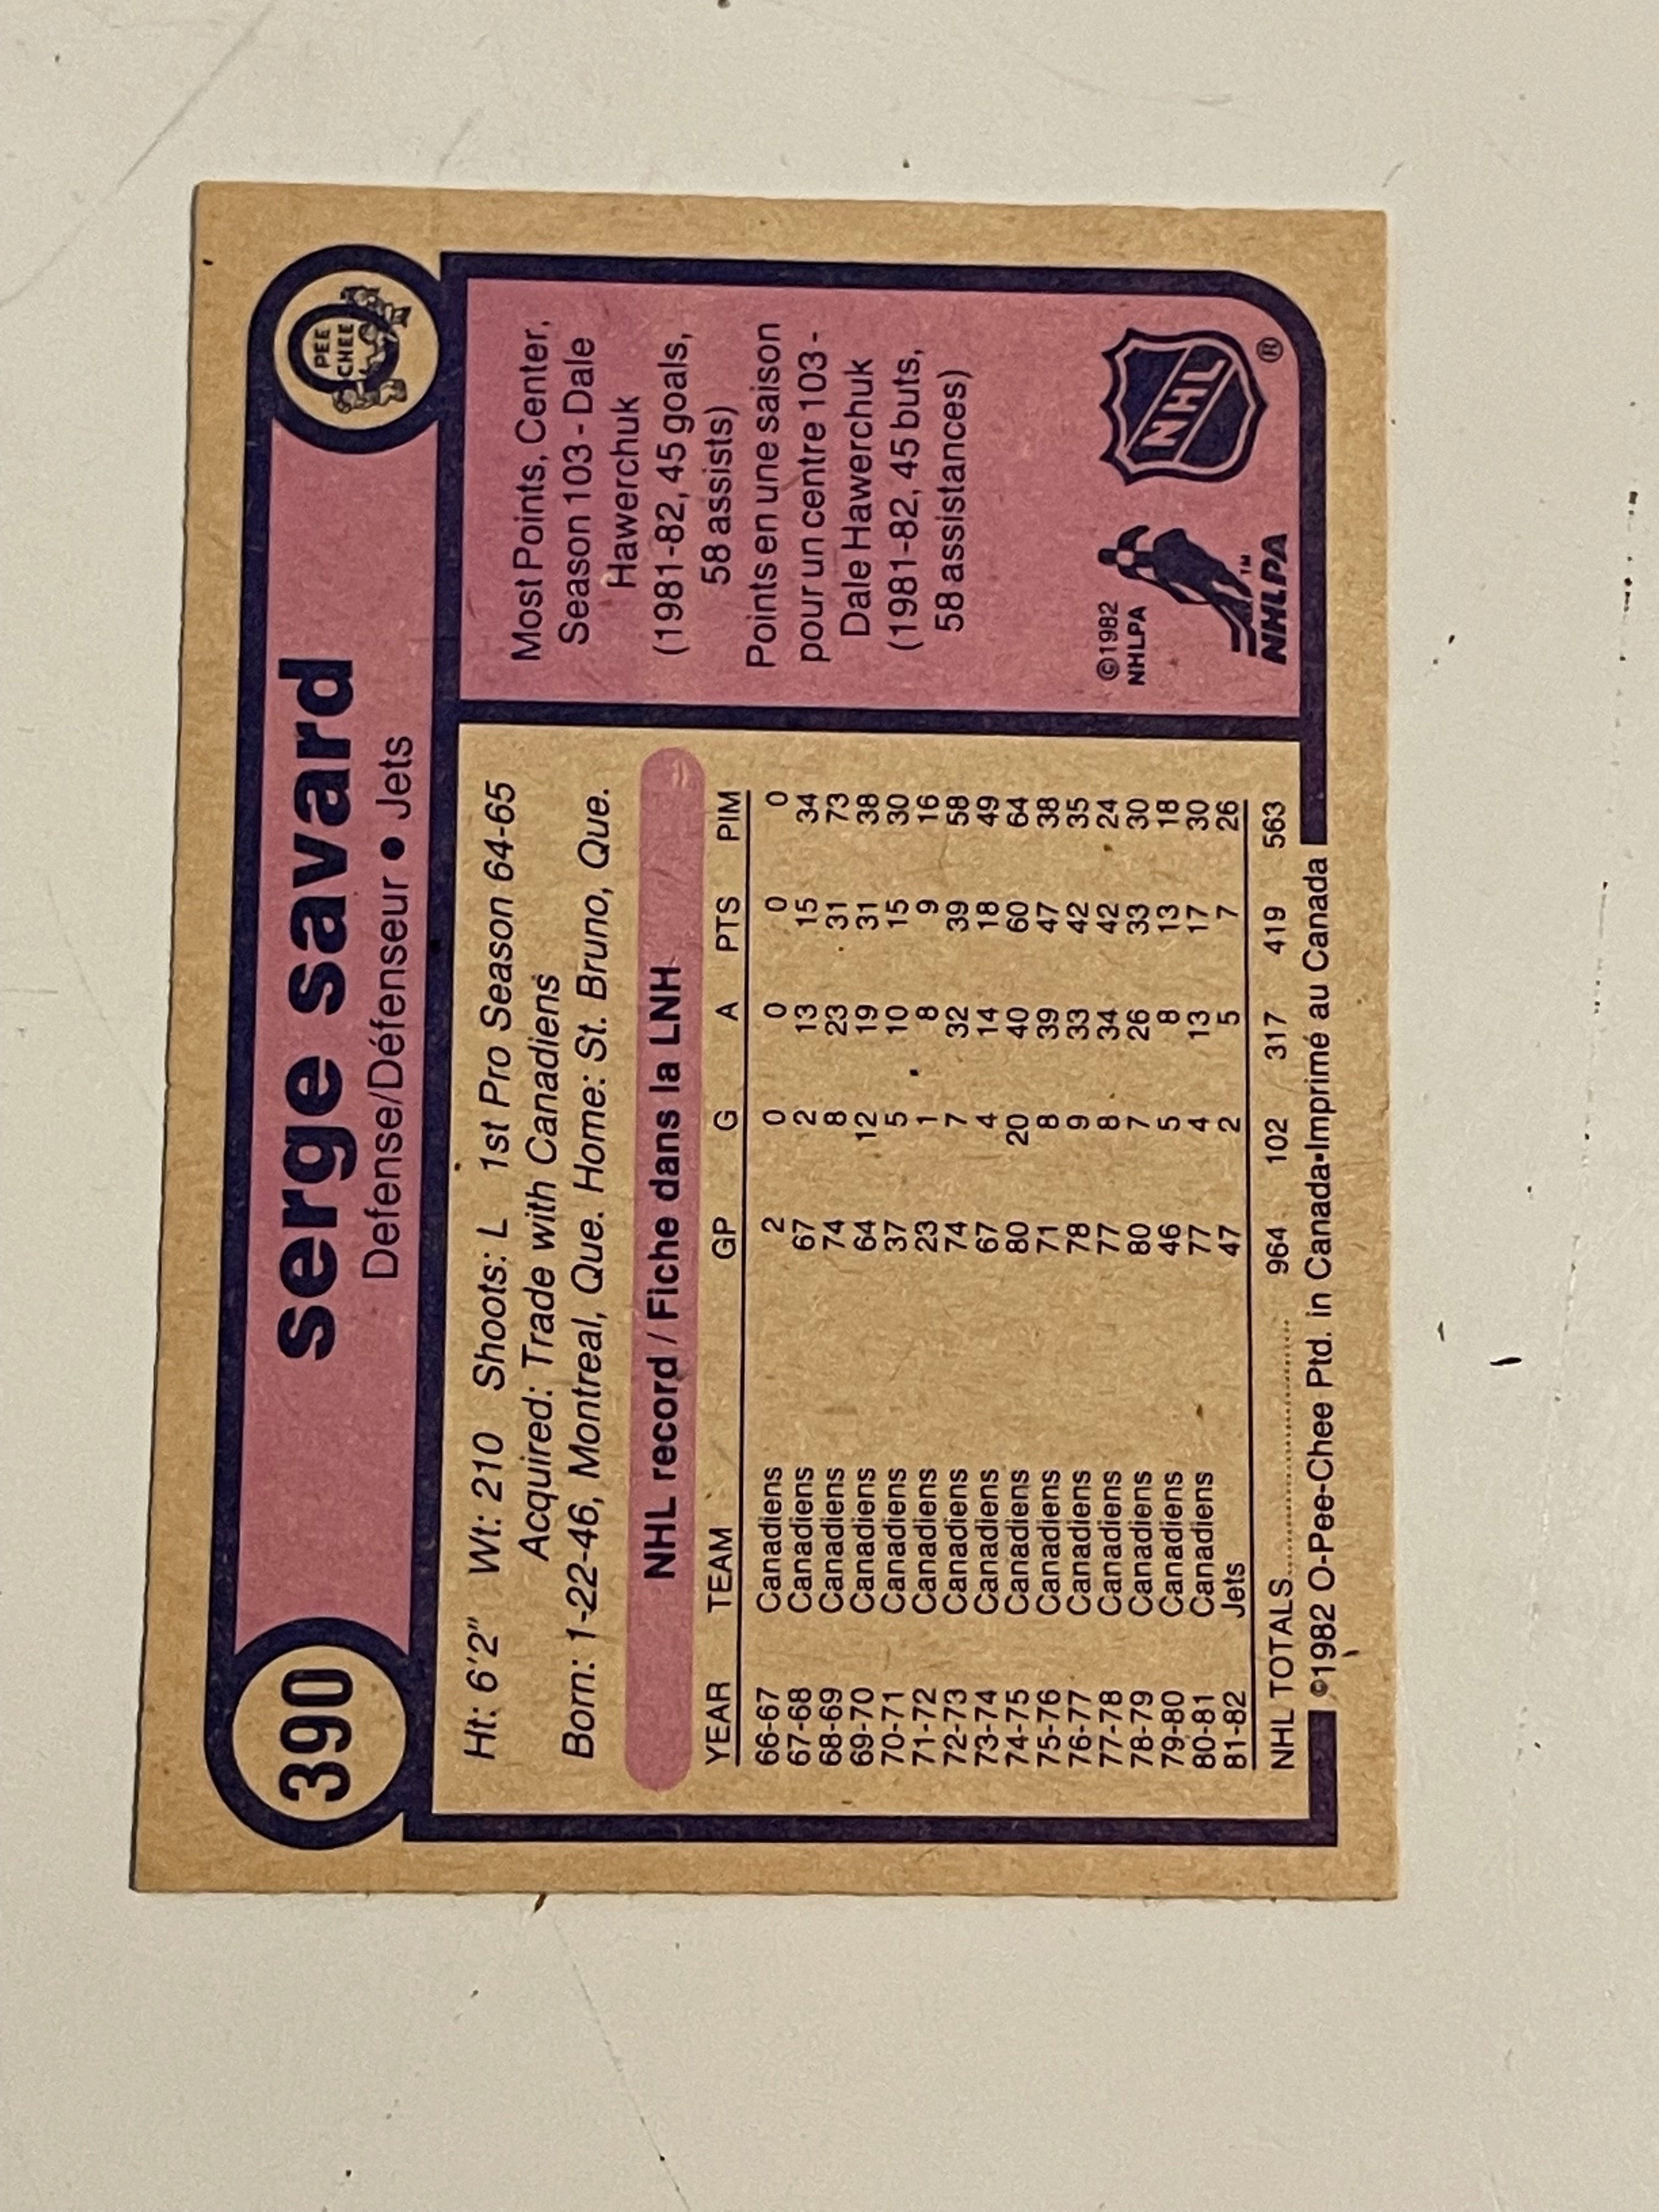 390
serge savard
PEE
CHEE
Defense/Défenseur • Jets
Ht: 6'2" Wt: 210 Shoots: L 1st Pro Season 64-65
Acquired: Trade with Canadiens
Born: 1-22-46, Montreal, Que. Home: St. Bruno, Que.
NHL record / Fiche dans la LNH
YEAR TEAM GP G A PTS PIM
66-67 Canadiens 2 0 0 0 0
67-68 Canadiens 67 2 13 15 34
68-69 Canadiens 74 8 23 31 73
69-70 Canadiens 64 12 19 31 38
70-71 Canadiens 37 5 10 15 30
71-72 Canadiens 23 1 8 9 16
72-73 Canadiens 74 7 32 39 58
73-74 Canadiens 67 4 14 18 49
74-75 Canadiens 80 20 40 60 64
75-76 Canadiens 71 8 39 47 38
76-77 Canadiens 78 9 33 42 35
77-78 Canadiens 77 8 34 42 24
78-79 Canadiens 80 7 26 33 30
79-80 Canadiens 46 5 8 13 18
80-81 Canadiens 77 4 13 17 30
81-82 Jets 47 2 5 7 26
NHL TOTALS.................... 964 102 317 419 563
©1982 O-Pee-Chee Ptd. in Canada•Imprimé au Canada
Most Points, Center,
Season 103 - Dale
Hawerchuk
(1981-82, 45 goals,
58 assists)
Points en une saison
pour un centre 103 -
Dale Hawerchuk
(1981-82, 45 buts,
58 assistances)
©1982
NHLPA
NHLPA™
NHL®